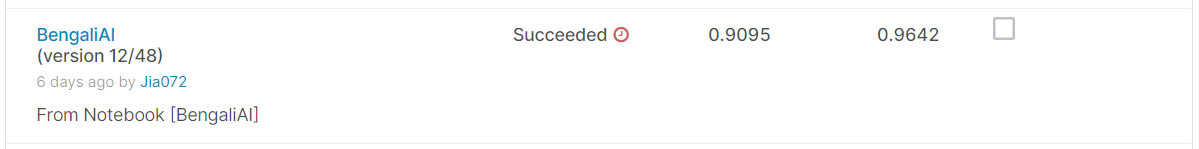 BengaliAI Succeeded 0.9095 0.9642
(version 12/48)
6 days ago by Jia072
From Notebook [BengaliAI]